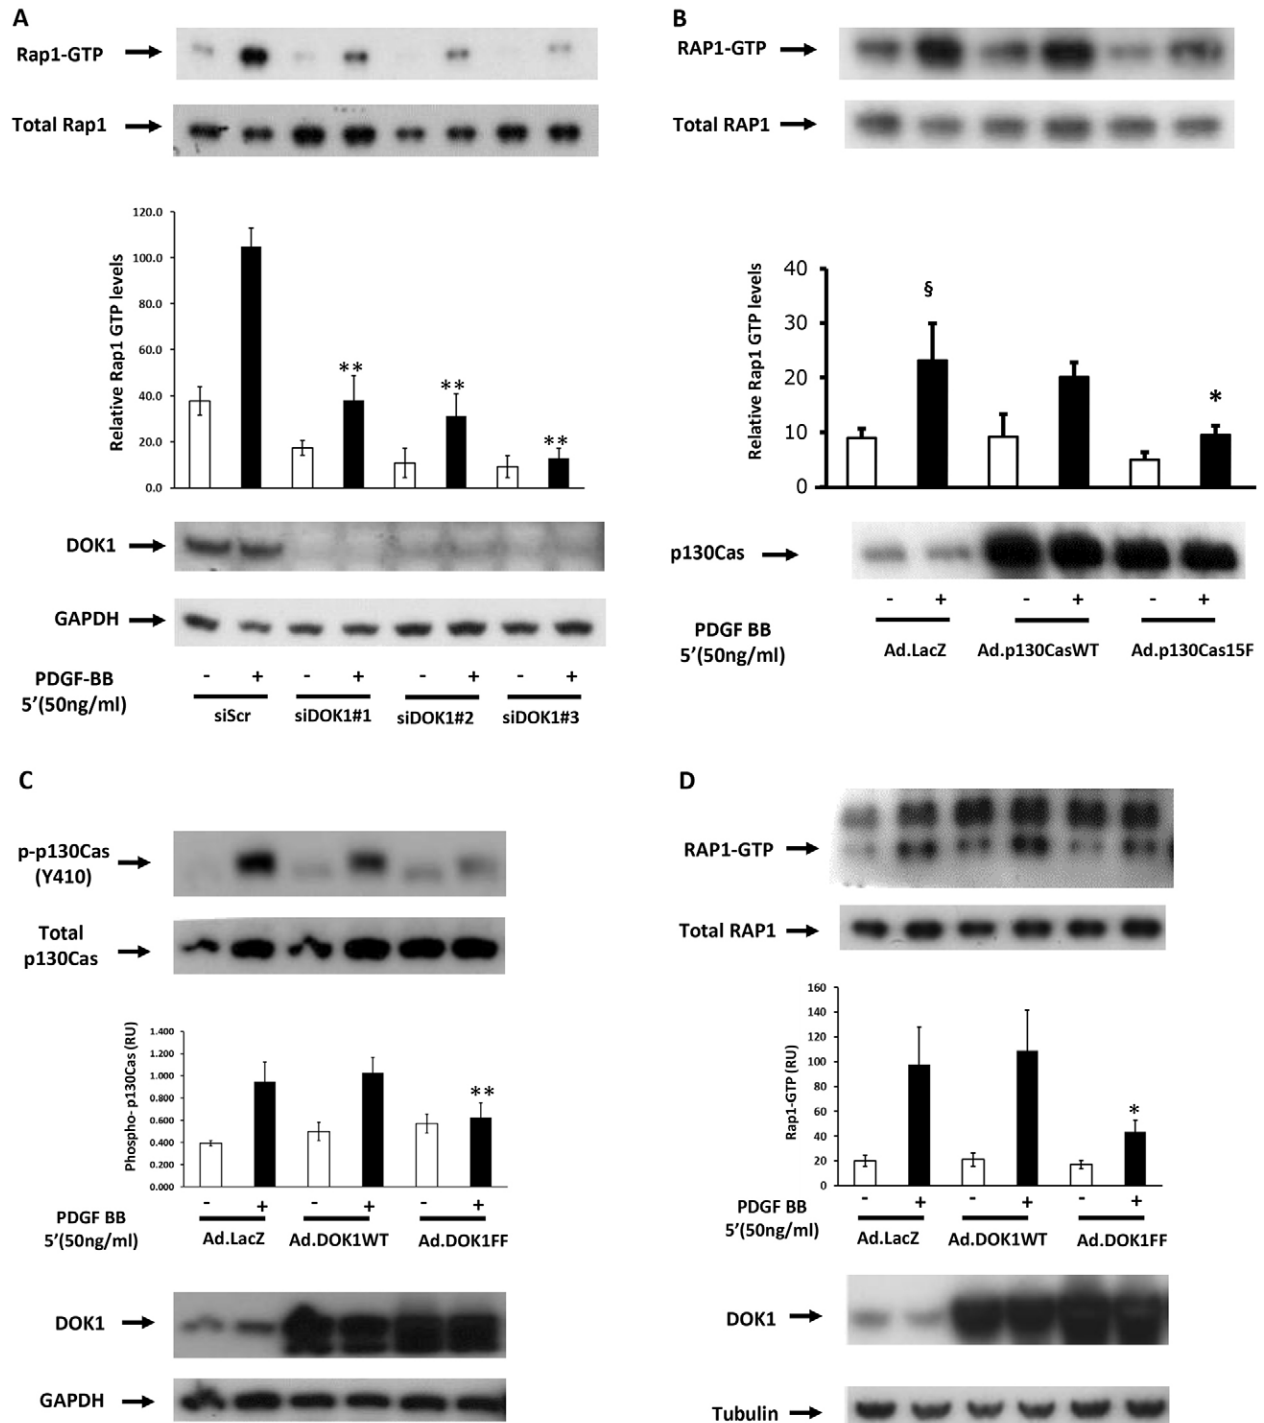 A
Rap1-GTP
Total Rap1
Relative Rap1 GTP levels
120.0
100.0
80.0
60.0
40.0
20.0
0.0
**
**
**
DOK1
GAPDH
PDGF-BB
5’(50ng/ml)
- + - + - + - +
siScr siDOK1#1 siDOK1#2 siDOK1#3
B
RAP1-GTP
Total RAP1
Relative Rap1 GTP levels
40
30
20
10
0
§
*
p130Cas
- + - + - +
PDGF BB
5’(50ng/ml)
Ad.LacZ Ad.p130CasWT Ad.p130Cas15F
C
p-p130Cas
(Y410)
Total
p130Cas
Phospho- p130Cas (RU)
1.400
1.200
1.000
0.800
0.600
0.400
0.200
0.000
**
- + - + - +
PDGF BB
5’(50ng/ml)
Ad.LacZ Ad.DOK1WT Ad.DOK1FF
DOK1
GAPDH
D
RAP1-GTP
Total RAP1
Rap1-GTP (RU)
160
140
120
100
80
60
40
20
0
*
- + - + - +
PDGF BB
5’(50ng/ml)
Ad.LacZ Ad.DOK1WT Ad.DOK1FF
DOK1
Tubulin